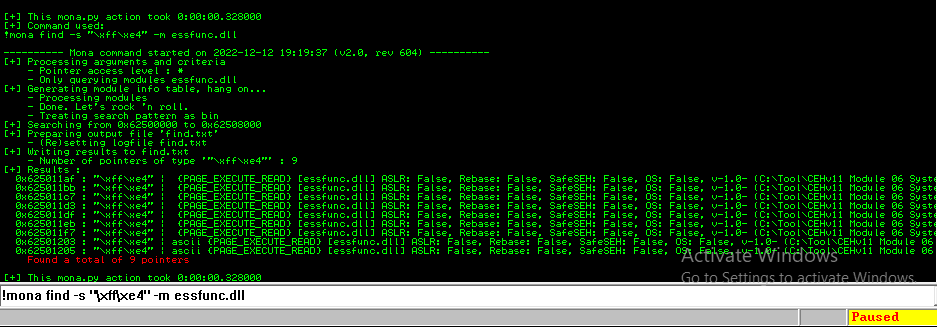 [+] This mona.py action took 0:00:00.328000
[+] Command used:
!mona find -s "\xff\xe4" -m essfunc.dll
---------- Mona command started on 2022-12-12 19:19:37 (v2.0, rev 604) ----------
[+] Processing arguments and criteria
- Pointer access level : *
- Only querying modules essfunc.dll
[+] Generating module info table, hang on...
- Processing modules
- Done. Let's rock 'n roll.
- Treating search pattern as bin
[+] Searching from 0x62500000 to 0x62508000
[+] Preparing output file 'find.txt'
- (Re)setting logfile find.txt
[+] Writing results to find.txt
- Number of pointers of type '"\xff\xe4"' : 9
[+] Results :
0x625011af : "\xff\xe4" | {PAGE_EXECUTE_READ} [essfunc.dll] ASLR: False, Rebase: False, SafeSEH: False, OS: False, v-1.0- (C:\Tool\CEHv11 Module 06 Syste
0x625011bb : "\xff\xe4" | {PAGE_EXECUTE_READ} [essfunc.dll] ASLR: False, Rebase: False, SafeSEH: False, OS: False, v-1.0- (C:\Tool\CEHv11 Module 06 Syste
0x625011c7 : "\xff\xe4" | {PAGE_EXECUTE_READ} [essfunc.dll] ASLR: False, Rebase: False, SafeSEH: False, OS: False, v-1.0- (C:\Tool\CEHv11 Module 06 Syste
0x625011d3 : "\xff\xe4" | {PAGE_EXECUTE_READ} [essfunc.dll] ASLR: False, Rebase: False, SafeSEH: False, OS: False, v-1.0- (C:\Tool\CEHv11 Module 06 Syste
0x625011df : "\xff\xe4" | {PAGE_EXECUTE_READ} [essfunc.dll] ASLR: False, Rebase: False, SafeSEH: False, OS: False, v-1.0- (C:\Tool\CEHv11 Module 06 Syste
0x625011eb : "\xff\xe4" | {PAGE_EXECUTE_READ} [essfunc.dll] ASLR: False, Rebase: False, SafeSEH: False, OS: False, v-1.0- (C:\Tool\CEHv11 Module 06 Syste
0x625011f7 : "\xff\xe4" | {PAGE_EXECUTE_READ} [essfunc.dll] ASLR: False, Rebase: False, SafeSEH: False, OS: False, v-1.0- (C:\Tool\CEHv11 Module 06 Syste
0x62501203 : "\xff\xe4" | ascii {PAGE_EXECUTE_READ} [essfunc.dll] ASLR: False, Rebase: False, SafeSEH: False, OS: False, v-1.0- (C:\Tool\CEHv11 Module 06
0x62501205 : "\xff\xe4" | ascii {PAGE_EXECUTE_READ} [essfunc.dll] ASLR: False, Rebase: False, SafeSEH: False, OS: False, v-1.0- (C:\Tool\CEHv11 Module 06
Found a total of 9 pointers
Activate Windows
Go to Settings to activate Windows.
[+] This mona.py action took 0:00:00.328000
!mona find -s "\xff\xe4" -m essfunc.dll
Paused